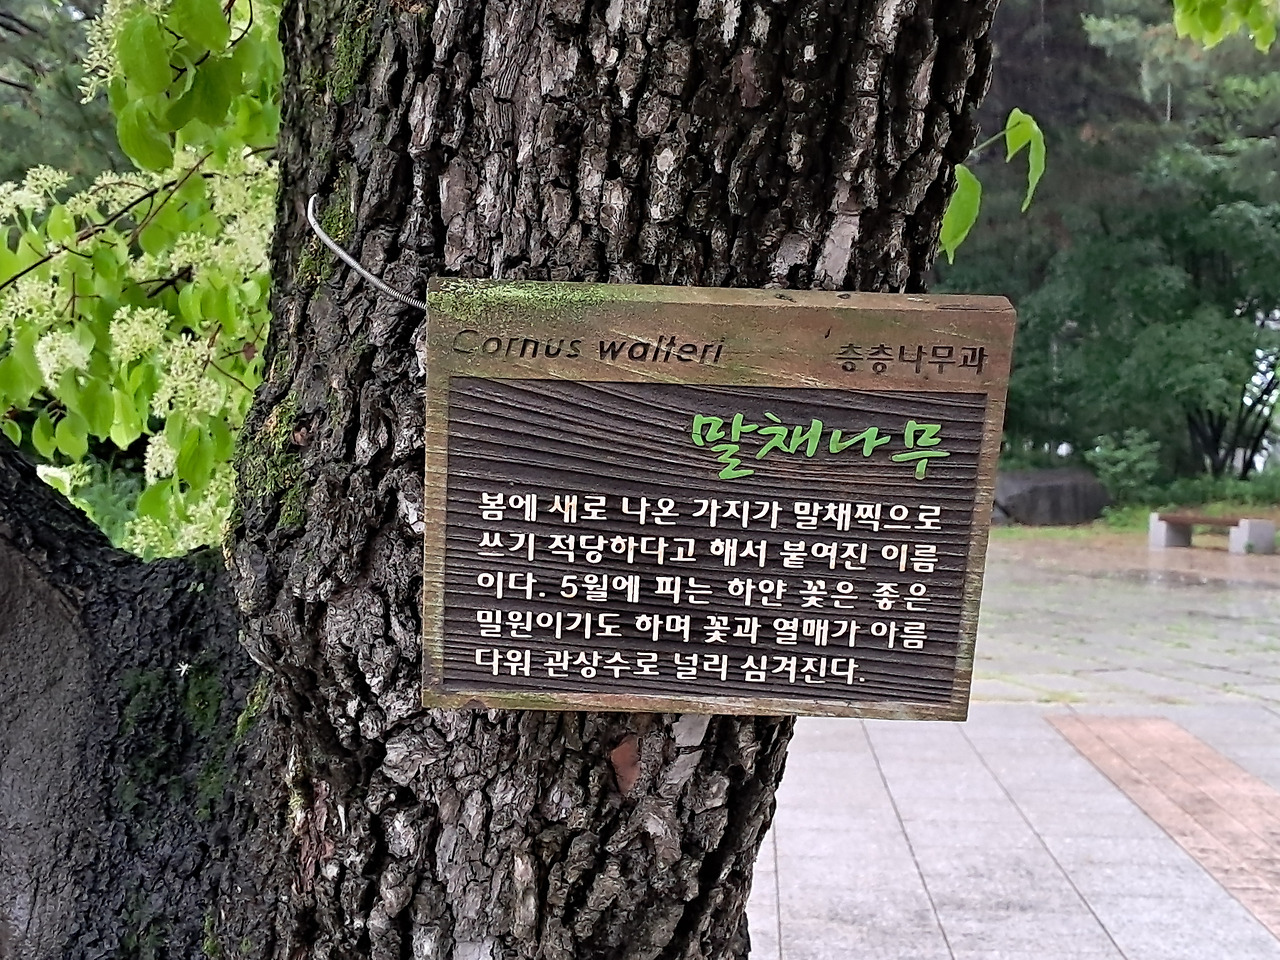 Cornus walteri 층층나무과
말채나무
봄에 새로 나온 가지가 말채찍으로
쓰기 적당하다고 해서 붙여진 이름
이다. 5월에 피는 하얀 꽃은 좋은
밀원이기도 하며 꽃과 열매가 아름
다워 관상수로 널리 심겨진다.